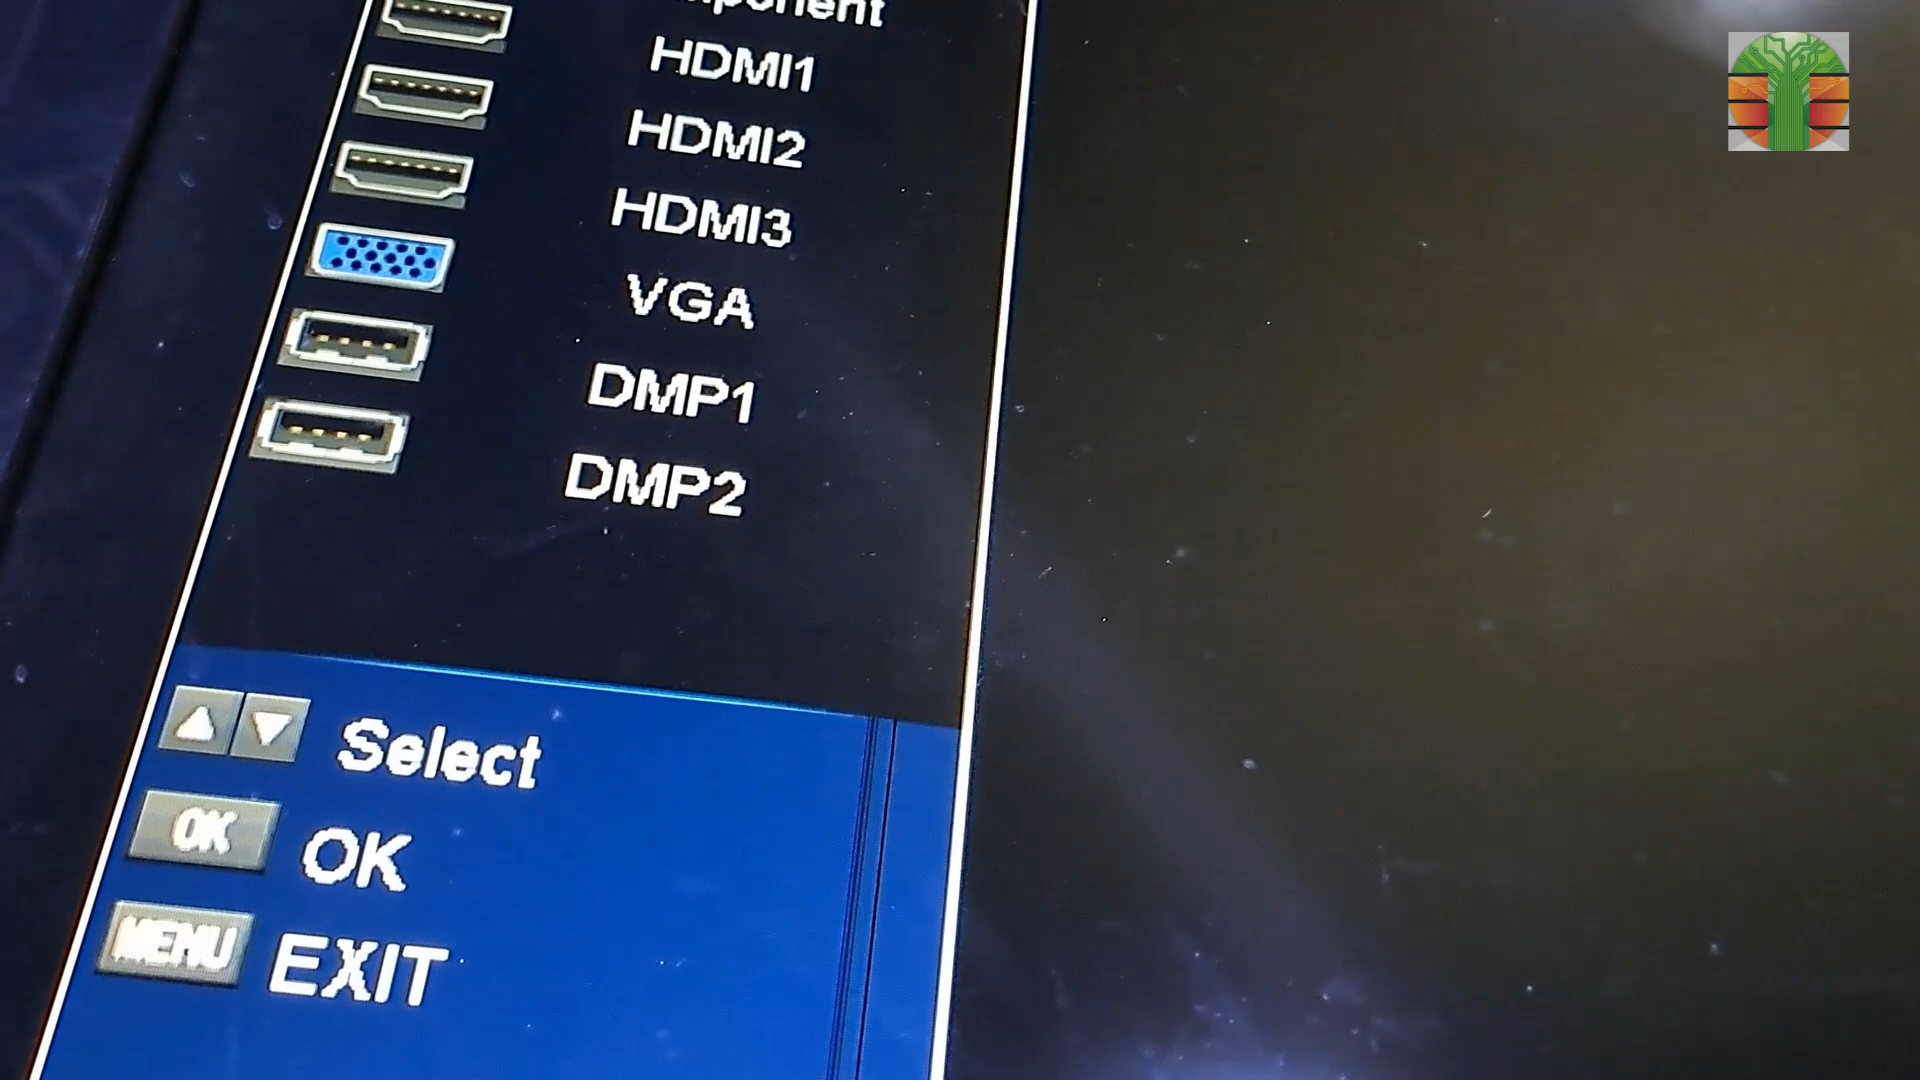 HDMI1
HDMI2
HDMI3
VGA
DMP1
DMP2
Select
OK OK
MENU EXIT